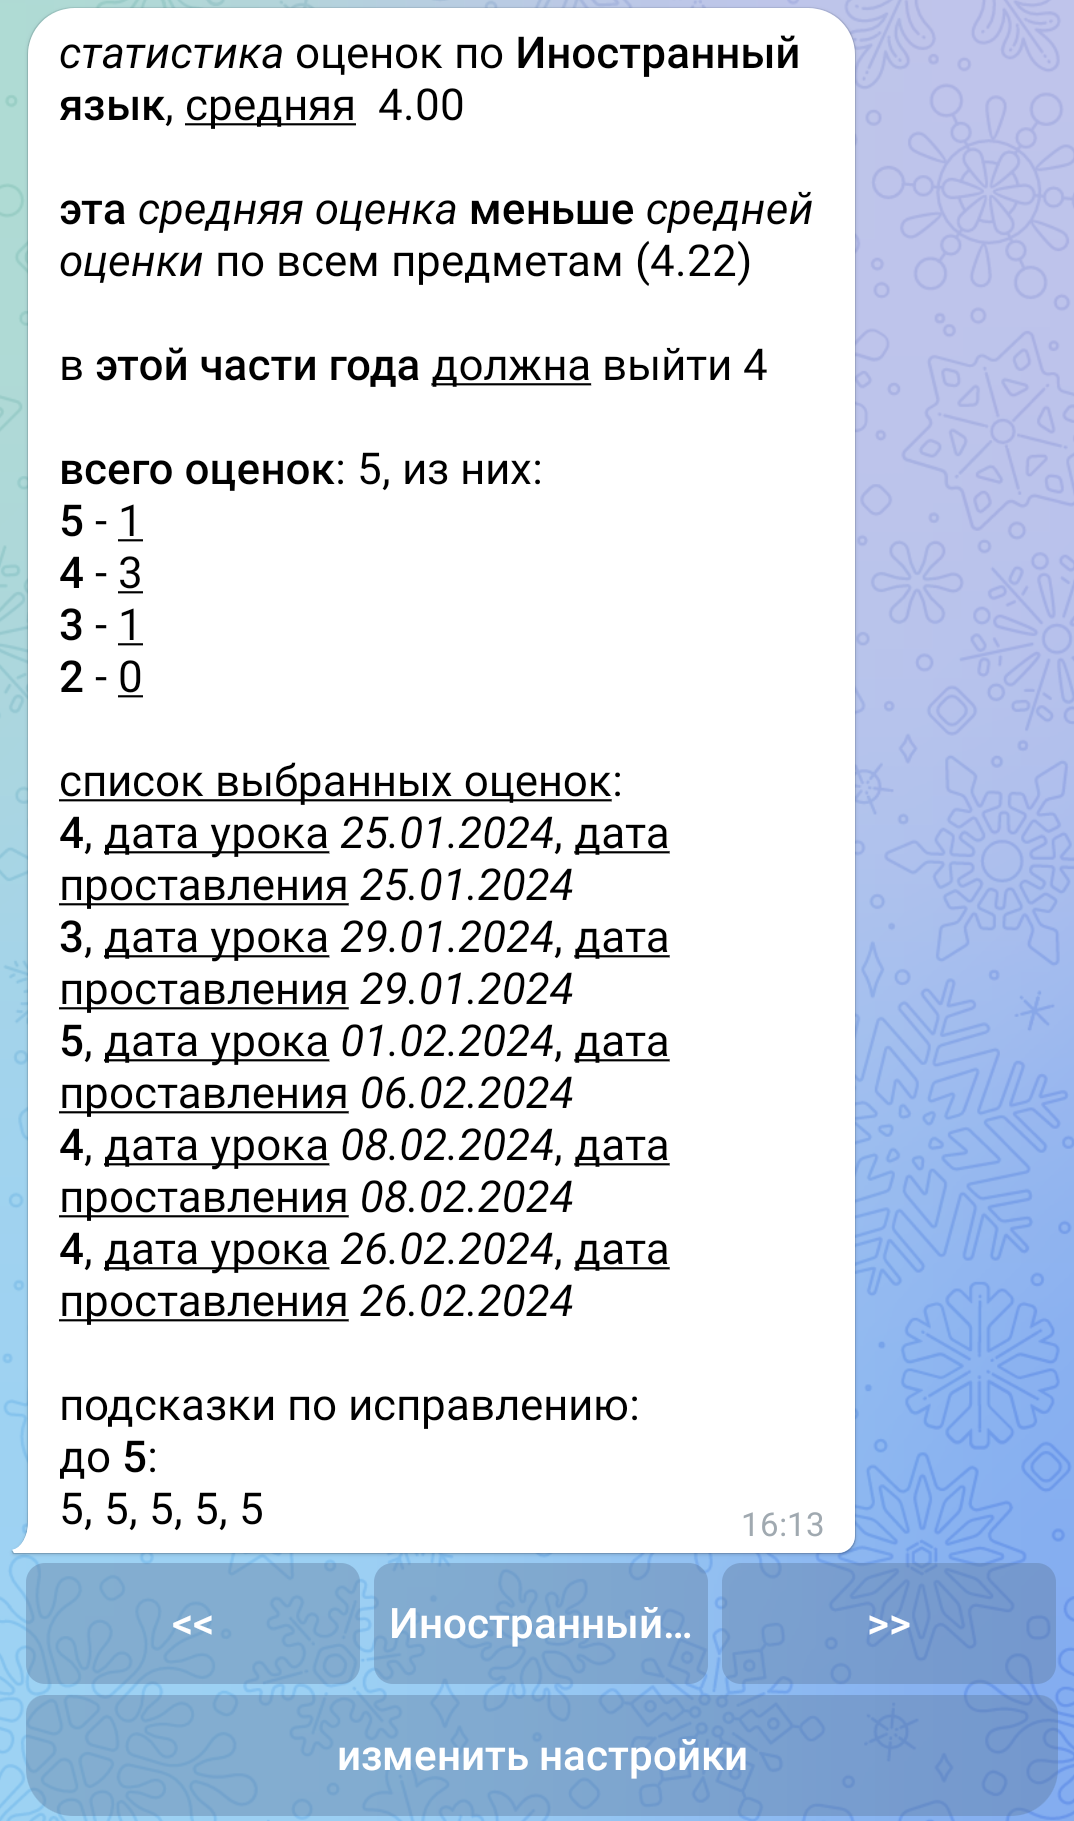 статистика оценок по Иностранный
язык, средняя  4.00
эта средняя оценка меньше средней
оценки по всем предметам (4.22)
в этой части года должна выйти 4
всего оценок: 5, из них:
5 - 1
4 - 3
3 - 1
2 - 0
список выбранных оценок:
4, дата урока 25.01.2024, дата
проставления 25.01.2024
3, дата урока 29.01.2024, дата
проставления 29.01.2024
5, дата урока 01.02.2024, дата
проставления 06.02.2024
4, дата урока 08.02.2024, дата
проставления 08.02.2024
4, дата урока 26.02.2024, дата
проставления 26.02.2024
подсказки по исправлению:
до 5:
5, 5, 5, 5, 5
16:13
<< Иностранный... >>
изменить настройки